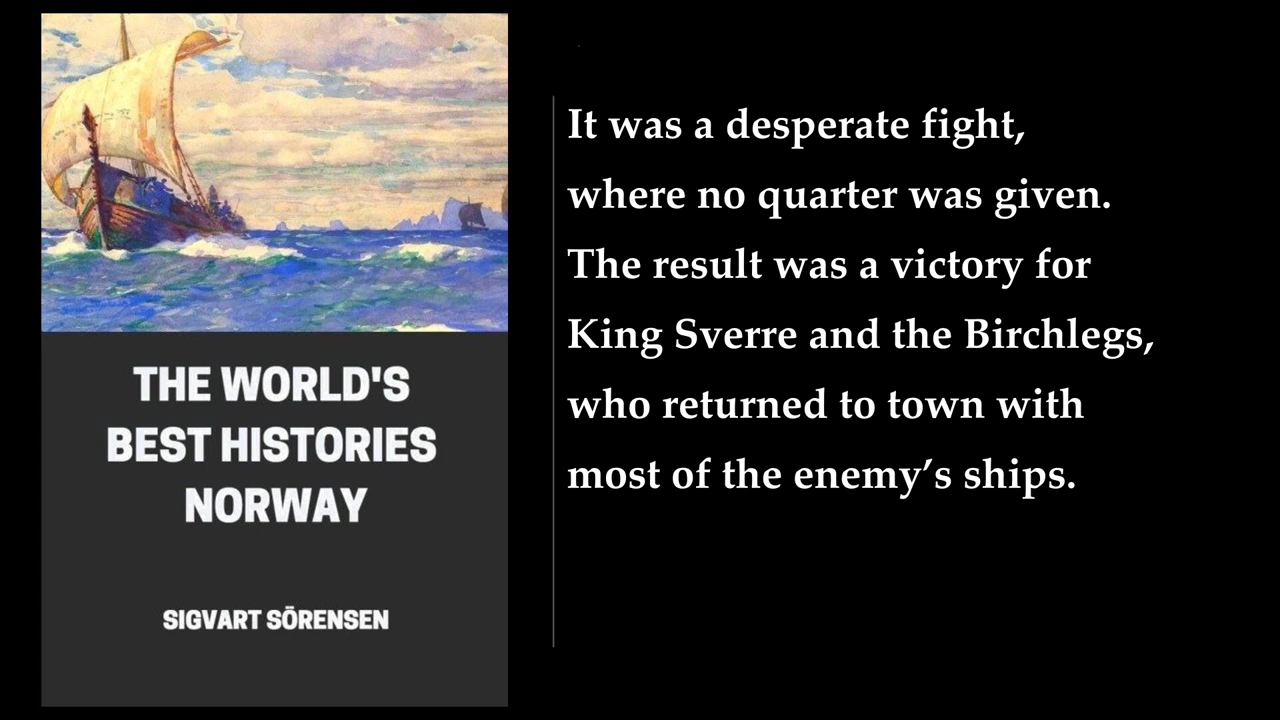 THE WORLD'S
BEST HISTORIES
NORWAY
SIGVART SÖRENSEN
It was a desperate fight,
where no quarter was given.
The result was a victory for
King Sverre and the Birchlegs,
who returned to town with
most of the enemy’s ships.